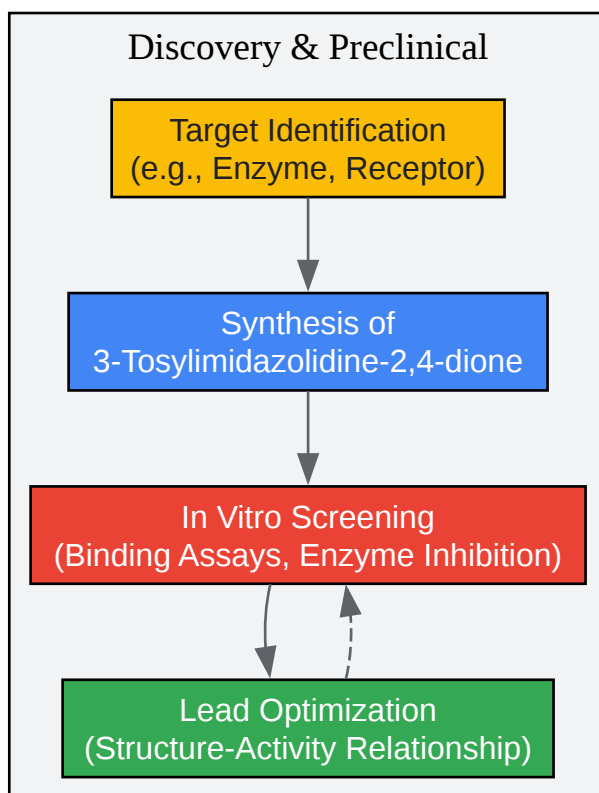 Discovery & Preclinical
Target Identification
(e.g., Enzyme, Receptor)
Synthesis of
3-Tosylimidazolidine-2,4-dione
In Vitro Screening
(Binding Assays, Enzyme Inhibition)
Lead Optimization
(Structure-Activity Relationship)